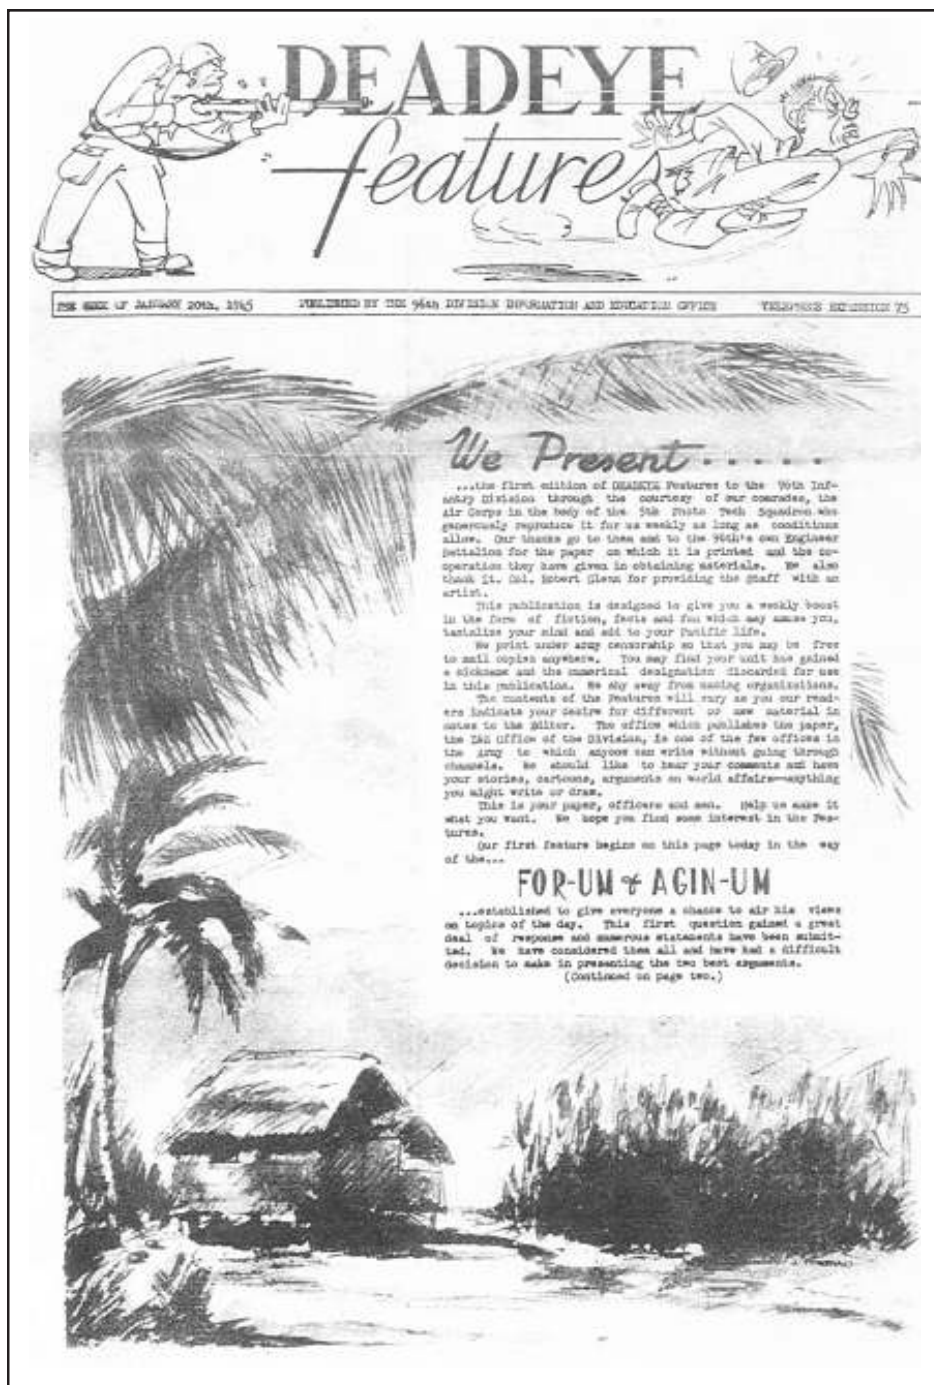 DEADEYE
features
THE WEEK OF JANUARY 20th, 1945 PUBLISHED BY THE 96th DIVISION INFORMATION AND EDUCATION OFFICE TELEPHONE EXTENSION 75
We Present.....
...the first edition of DEADEYE Features to the 96th Inf-
antry Division through the courtesy of our comrades, the
Air Corps in the body of the 5th Photo Tech Squadron who
generously reproduce it for us weekly as long as conditions
allow. Our thanks go to them and to the 96th's own Engineer
Battalion for the paper on which it is printed and the co-
operation they have given in obtaining materials. We also
thank Lt. Col. Robert Glenn for providing the Staff with an
artist.
This publication is designed to give you a weekly boost
in the form of fiction, facts and fun which may amuse you,
tantalize your mind and add to your Pacific life.
We print under army censorship so that you may be free
to mail copies anywhere. You may find your unit has gained
a nickname and the numerical designation discarded for use
in this publication. We shy away from naming organizations.
The contents of the Features will vary as you our read-
ers indicate your desire for different or new material in
notes to the Editor. The office which publishes the paper,
the I&E Office of the Division, is one of the few offices in
the Army to which anyone can write without going through
channels. We should like to hear your comments and have
your stories, cartoons, arguments on world affairs--anything
you might write or draw.
This is your paper, officers and men. Help us make it
what you want. We hope you find some interest in the Fea-
tures.
Our first feature begins on this page today in the way
of the...
FOR-UM & AGIN-UM
...established to give everyone a chance to air his views
on topics of the day. This first question gained a great
deal of response and numerous statements have been submit-
ted. We have considered them all and have had a difficult
decision to make in presenting the two best arguments.
(Continued on page two.)